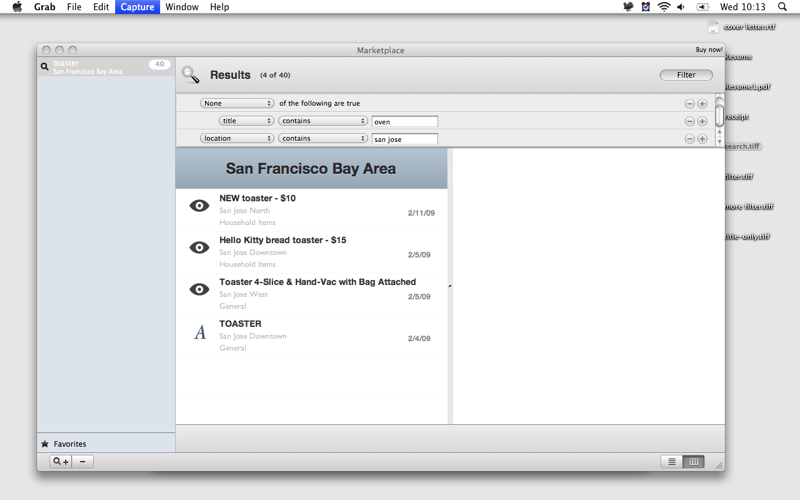 Grab File Edit Capture Window Help Wed 10:13
cover letter.rtf
Marketplace Buy now!
toaster 40
San Francisco Bay Area
Results (4 of 40) Filter
None of the following are true
title contains oven
location contains san jose
San Francisco Bay Area
NEW toaster - $10
San Jose North 2/11/09
Household Items
Hello Kitty bread toaster - $15
San Jose Downtown 2/5/09
Household Items
Toaster 4-Slice & Hand-Vac with Bag Attached
San Jose West 2/5/09
General
A TOASTER
San Jose Downtown 2/4/09
General
Favorites
Resume
Resume1.pdf
receipt
search.tiff
filter.tiff
more filter.tiff
title-only.tiff